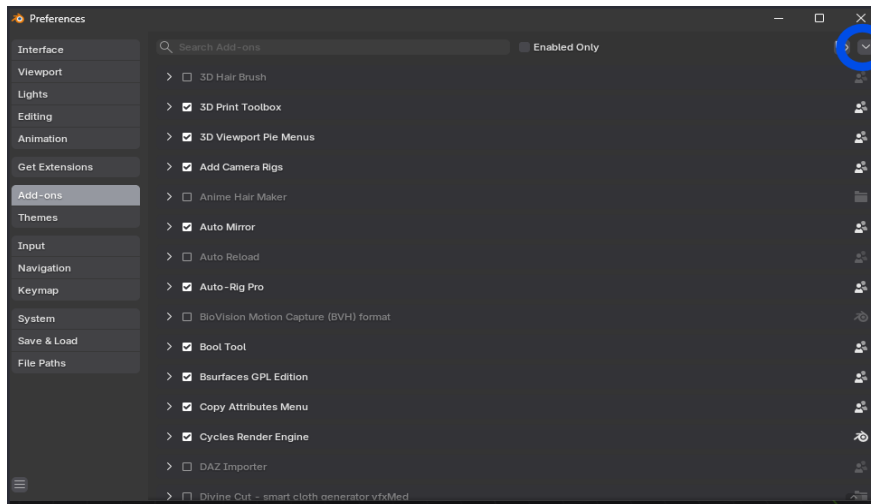 Preferences
Interface
Viewport
Lights
Editing
Animation
Get Extensions
Add-ons
Themes
Input
Navigation
Keymap
System
Save & Load
File Paths
Search Add-ons
Enabled Only
3D Hair Brush
3D Print Toolbox
3D Viewport Pie Menus
Add Camera Rigs
Anime Hair Maker
Auto Mirror
Auto Reload
Auto-Rig Pro
BioVision Motion Capture (BVH) format
Bool Tool
Bsurfaces GPL Edition
Copy Attributes Menu
Cycles Render Engine
DAZ Importer
Divine Cut - smart cloth generator vfxMed